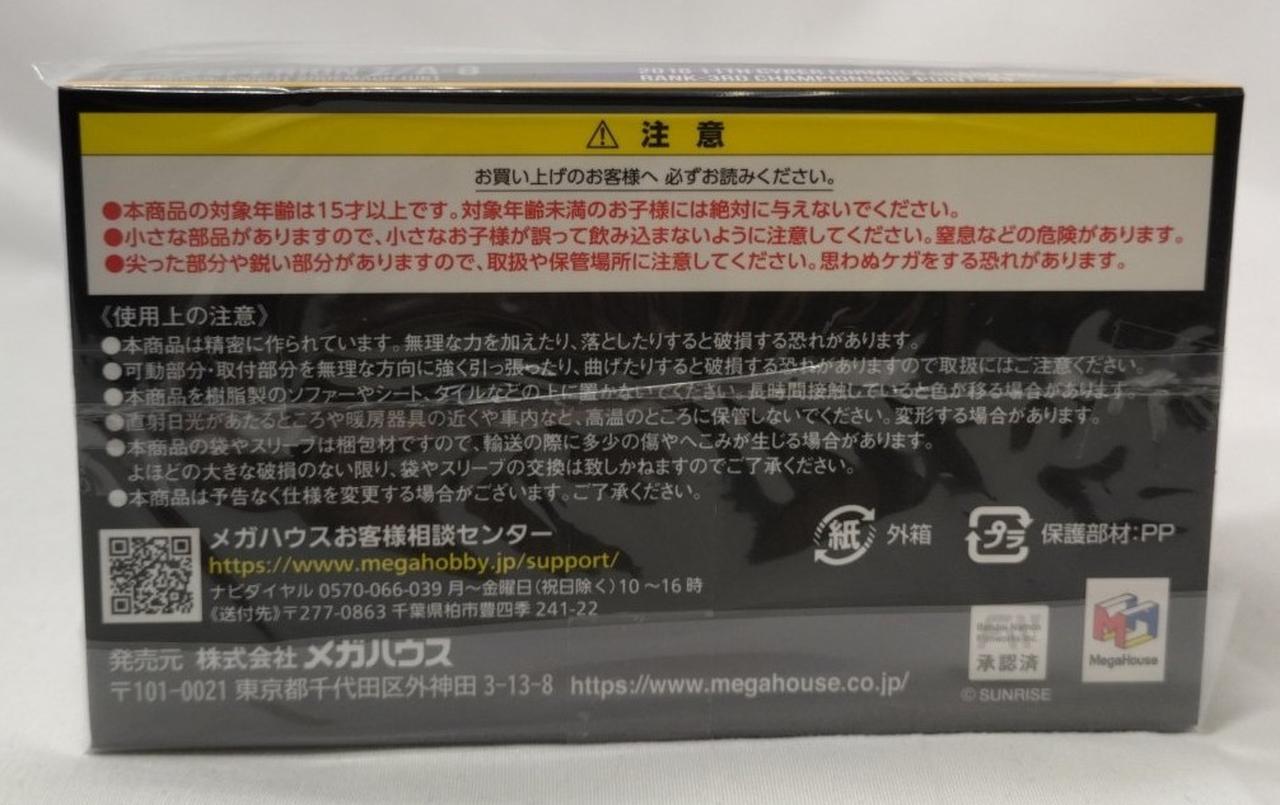 Z/A-8
RANK-3RD CHAMPIONSHIP POINT
⚠ 注意
お買い上げのお客様へ 必ずお読みください。
●本商品の対象年齢は15才以上です。対象年齢未満のお子様には絶対に与えないでください。
●小さな部品がありますので、小さなお子様が誤って飲み込まないように注意してください。窒息などの危険があります。
●尖った部分や鋭い部分がありますので、取扱や保管場所に注意してください。思わぬケガをする恐れがあります。
《使用上の注意》
●本商品は精密に作られています。無理な力を加えたり、落としたりすると破損する恐れがあります。
●可動部分・取付部分を無理な方向に強く引っ張ったり、曲げたりすると破損する恐れがありますので取扱にはご注意ください。
●本商品を樹脂製のソファーやシート、タイルなどの上に置かないでください。長時間接触していると色が移る場合があります。
●直射日光があたるところや暖房器具の近くや車内など、高温のところに保管しないでください。変形する場合があります。
●本商品の袋やスリーブは梱包材ですので、輸送の際に多少の傷やへこみが生じる場合があります。
よほどの大きな破損のない限り、袋やスリーブの交換は致しかねますのでご了承ください。
●本商品は予告なく仕様を変更する場合がございます。ご了承ください。
紙 外箱
プラ 保護部材:PP
メガハウスお客様相談センター
https://www.megahobby.jp/support/
ナビダイヤル 0570-066-039 月～金曜日(祝日除く)10～16時
《送付先》〒277-0863 千葉県柏市豊四季 241-22
発売元 株式会社 メガハウス
〒101-0021 東京都千代田区外神田 3-13-8 https://www.megahouse.co.jp/
Bandai Namco
Filmworks Inc.
承認済
© SUNRISE
MegaHouse